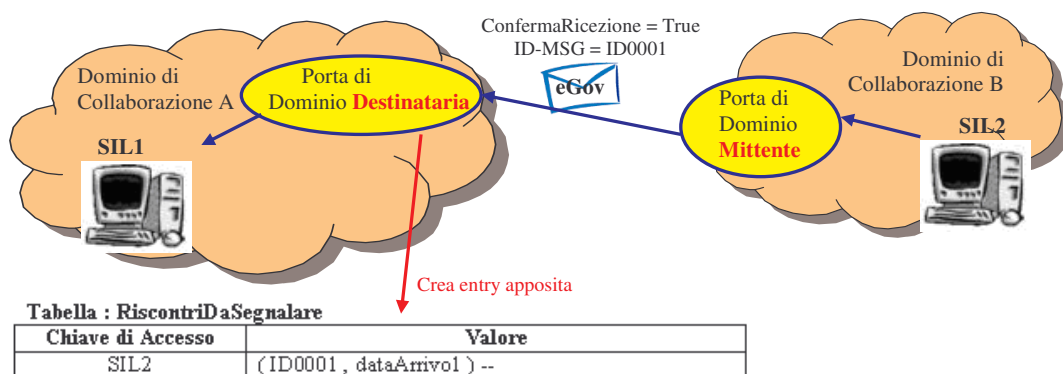 ConfermaRicezione = True
ID-MSG = ID0001
eGov
Dominio di
Collaborazione A
Porta di
Dominio Destinataria
SIL1
Porta di
Dominio
Mittente
Dominio di
Collaborazione B
SIL2
Crea entry apposita
Tabella : RiscontriDaSegnalare
Chiave di Accesso Valore
SIL2 ( ID0001 , dataArrivo1 ) --